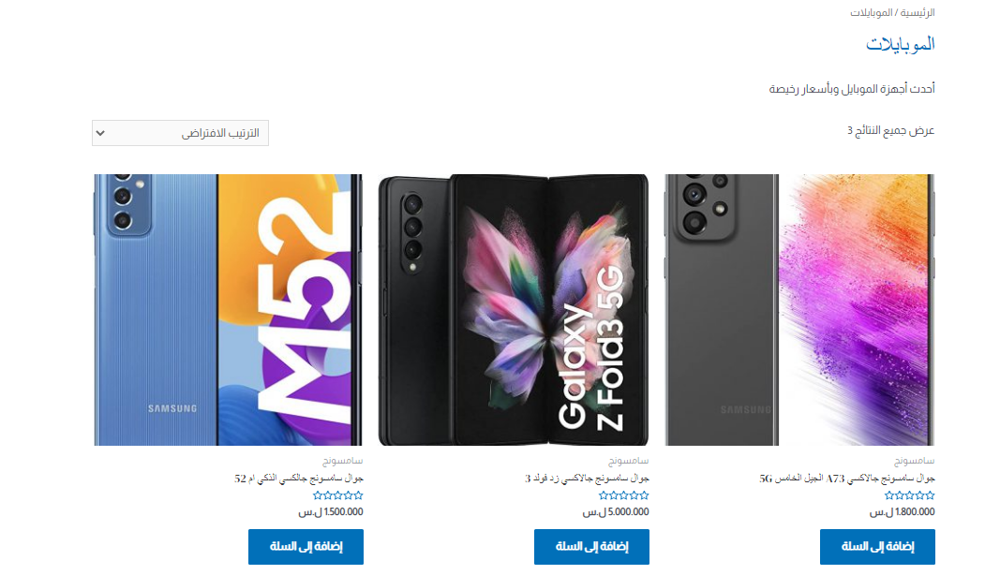 الرئيسية / الموبايلات
الموبايلات
أحدث أجهزة الموبايل وبأسعار رخيصة
عرض جميع النتائج 3
الترتيب الافتراضي
SAMSUNG
سامسونج
جوال سامسونج جالاكسي A73 الجيل الخامس 5G
1.800.000 ل.س
إضافة إلى السلة
Galaxy
Z Fold3 5G
سامسونج
جوال سامسونج جالاكسي زد فولد 3
5.000.000 ل.س
إضافة إلى السلة
M52
SAMSUNG
سامسونج
جوال سامسونج جالكسي الذكي ام 52
1.500.000 ل.س
إضافة إلى السلة